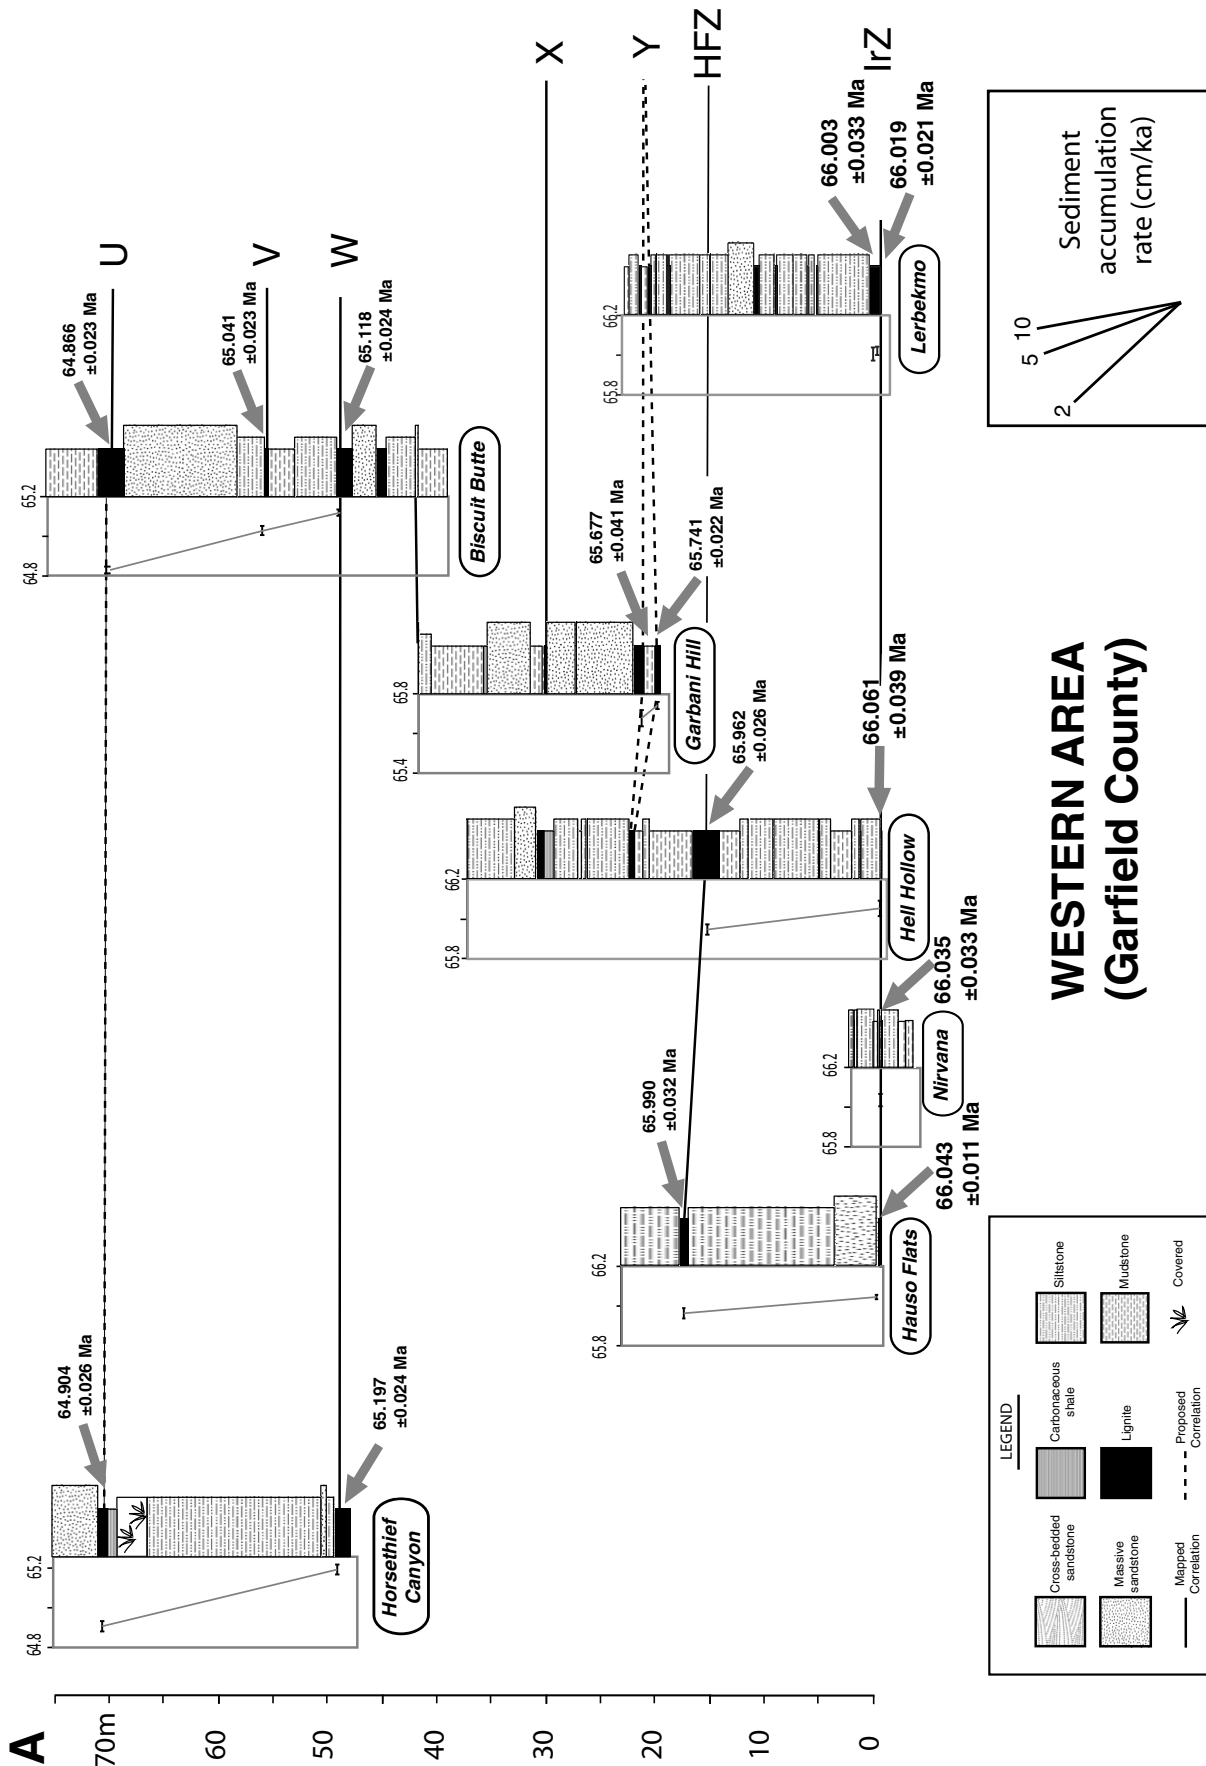 A
70m
60
50
40
30
20
10
0
U
V
W
X
Y
HFZ
IrZ
64.8
65.2
64.904
±0.026 Ma
65.197
±0.024 Ma
Horsethief
Canyon
65.8
66.2
65.990
±0.032 Ma
66.043
±0.011 Ma
Hauso Flats
65.8
66.2
66.035
±0.033 Ma
Nirvana
65.8
66.2
65.962
±0.026 Ma
66.061
±0.039 Ma
Hell Hollow
65.4
65.8
65.677
±0.041 Ma
65.741
±0.022 Ma
Garbani Hill
64.8
65.2
64.866
±0.023 Ma
65.041
±0.023 Ma
65.118
±0.024 Ma
Biscuit Butte
65.8
66.2
66.003
±0.033 Ma
66.019
±0.021 Ma
Lerbekmo
LEGEND
Cross-bedded
sandstone
Carbonaceous
shale
Siltstone
Massive
sandstone
Lignite
Mudstone
Mapped
Correlation
Proposed
Correlation
Covered
WESTERN AREA
(Garfield County)
2
5
10
Sediment
accumulation
rate (cm/ka)